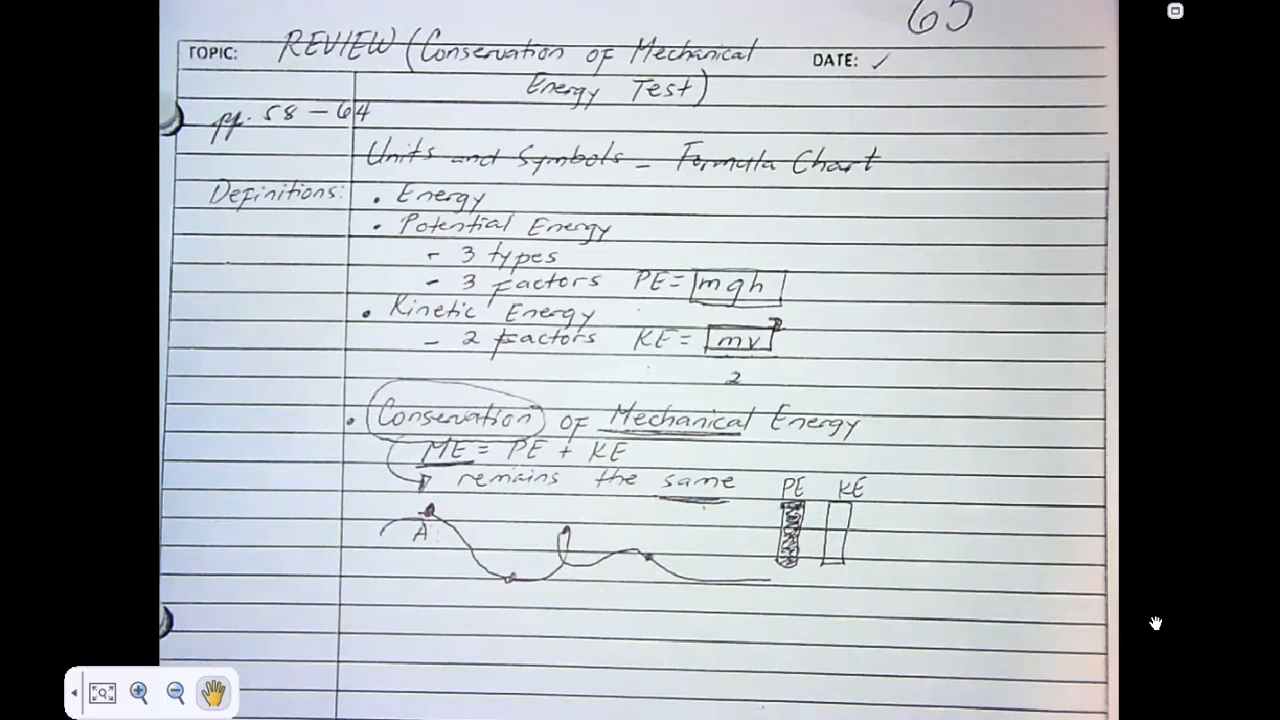 65
TOPIC: REVIEW (Conservation of Mechanical DATE: ✓
Energy Test)
pp. 58 - 64
Units and Symbols - Formula Chart
Definitions: • Energy
• Potential Energy
- 3 types
- 3 factors PE = mgh
• Kinetic Energy
- 2 factors KE = mv²
2
• Conservation of Mechanical Energy
ME = PE + KE
remains the same PE KE
A